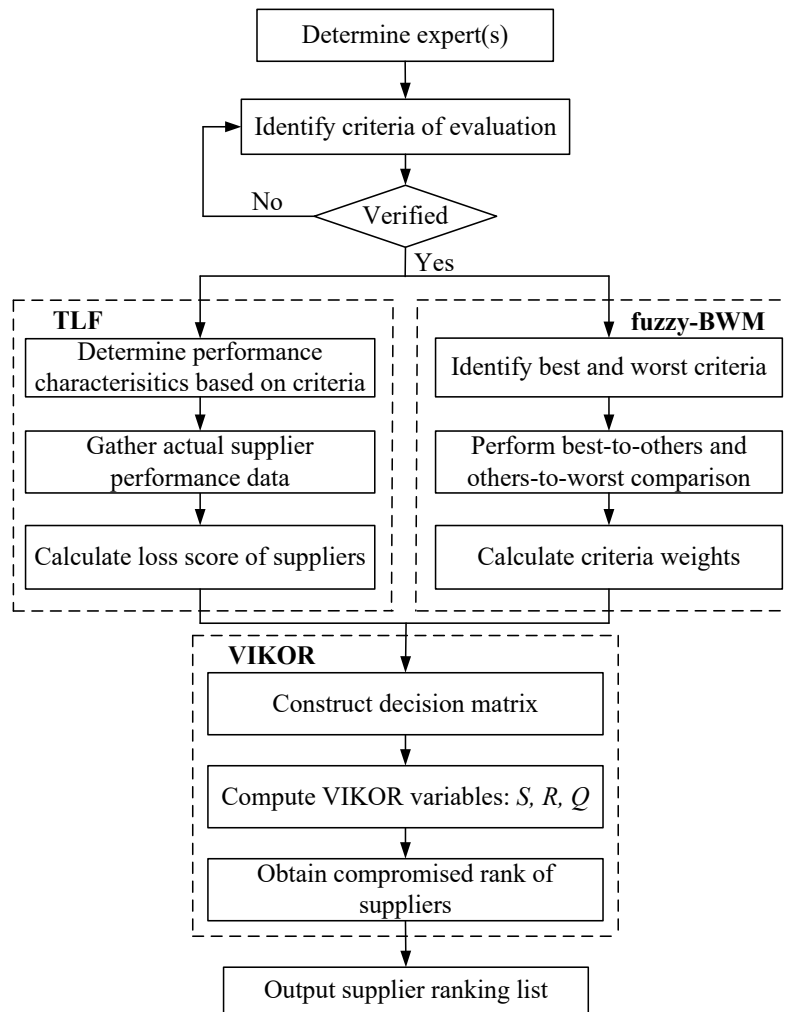 Determine expert(s)
Identify criteria of evaluation
No
Verified
Yes
TLF
Determine performance
characterisitics based on criteria
Gather actual supplier
performance data
Calculate loss score of suppliers
fuzzy-BWM
Identify best and worst criteria
Perform best-to-others and
others-to-worst comparison
Calculate criteria weights
VIKOR
Construct decision matrix
Compute VIKOR variables: S, R, Q
Obtain compromised rank of
suppliers
Output supplier ranking list